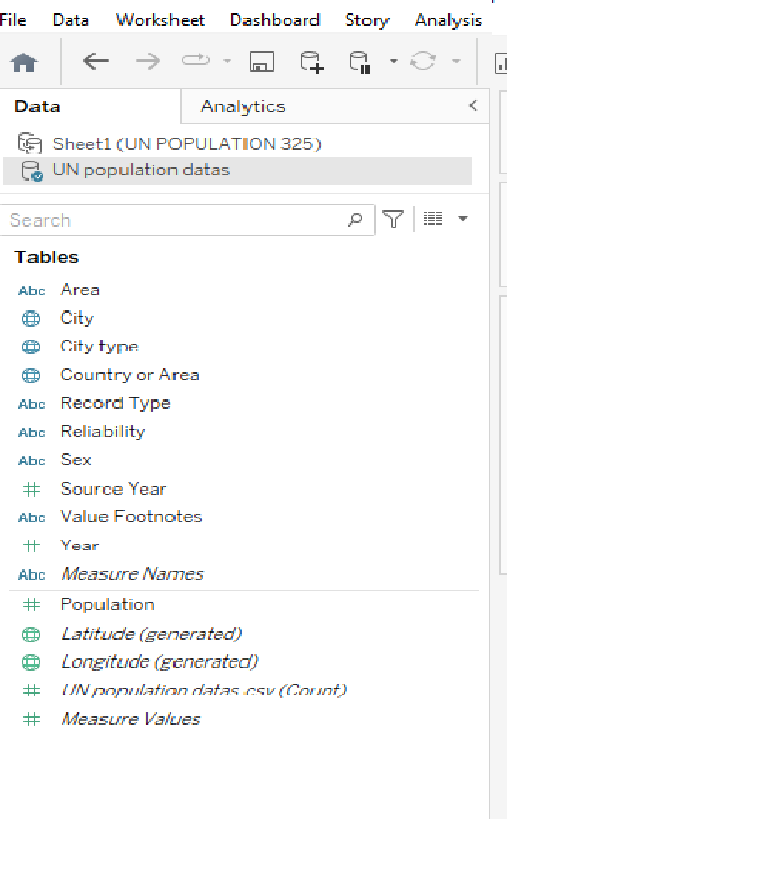 File Data Worksheet Dashboard Story Analysis
Data Analytics
Sheet1 (UN POPULATION 325)
UN population datas
Search
Tables
Abc Area
City
City type
Country or Area
Abc Record Type
Abc Reliability
Abc Sex
Source Year
Abc Value Footnotes
Year
Abc Measure Names
Population
Latitude (generated)
Longitude (generated)
UN population datas.csv (Count)
Measure Values